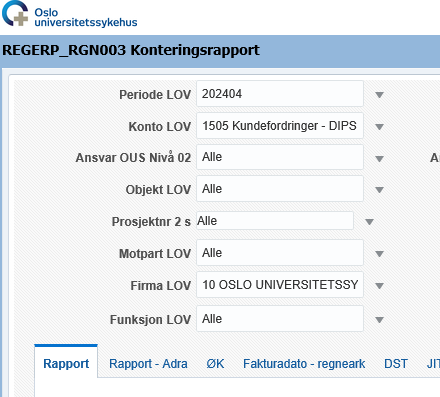 Oslo
universitetssykehus
REGERP_RGN003 Konteringsrapport
Periode LOV 202404
Konto LOV 1505 Kundefordringer - DIPS
Ansvar OUS Nivå 02 Alle
Objekt LOV Alle
Prosjektnr 2 s Alle
Motpart LOV Alle
Firma LOV 10 OSLO UNIVERSITETSSY
Funksjon LOV Alle
Rapport Rapport - Adra ØK Fakturadato - regneark DST JIT